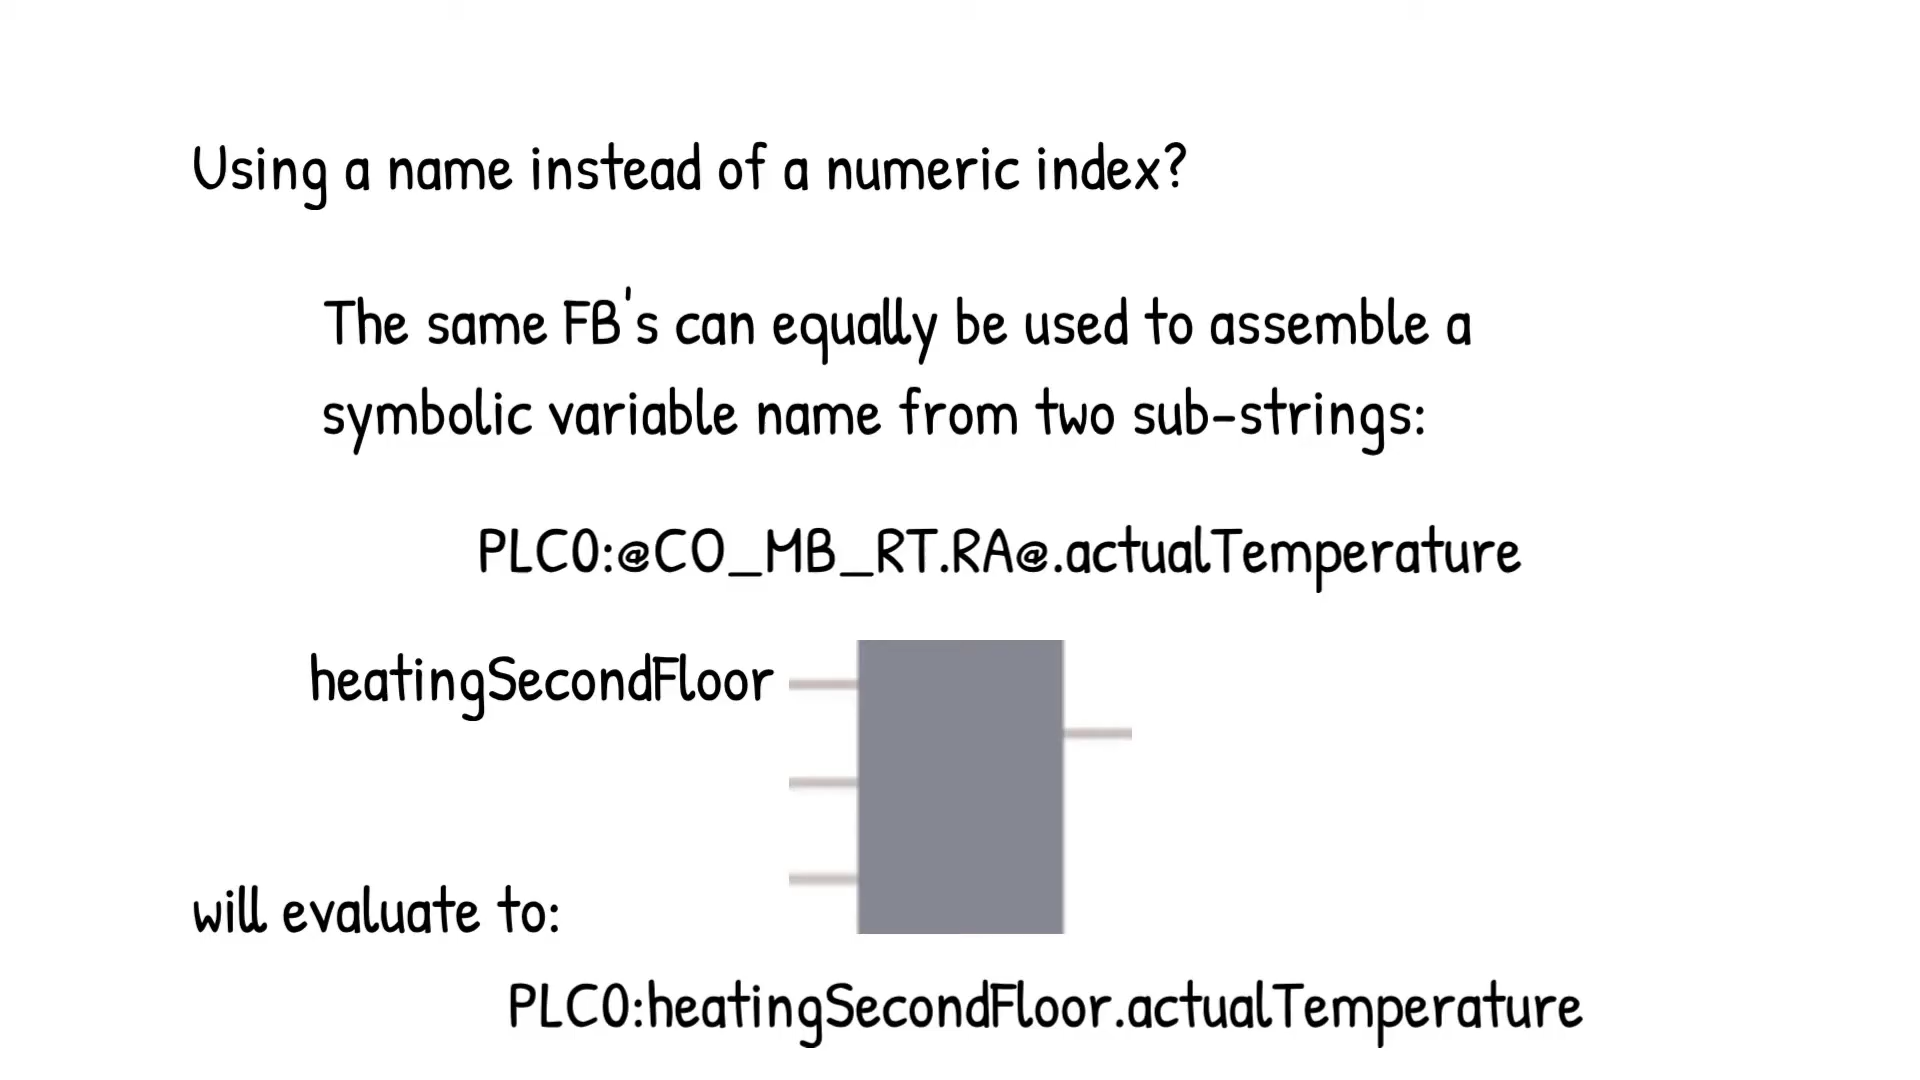 Using a name instead of a numeric index?
The same FB's can equally be used to assemble a
symbolic variable name from two sub-strings:
PLC0:@CO_MB_RT.RA@.actualTemperature
heatingSecondFloor
will evaluate to:
PLC0:heatingSecondFloor.actualTemperature